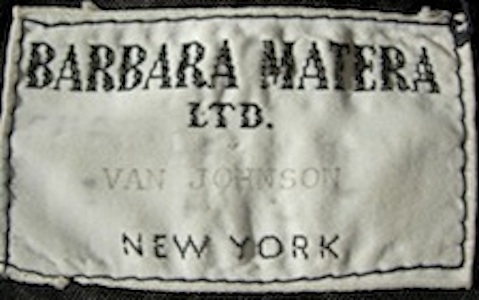 BARBARA MATERA
LTD.
VAN JOHNSON
NEW YORK